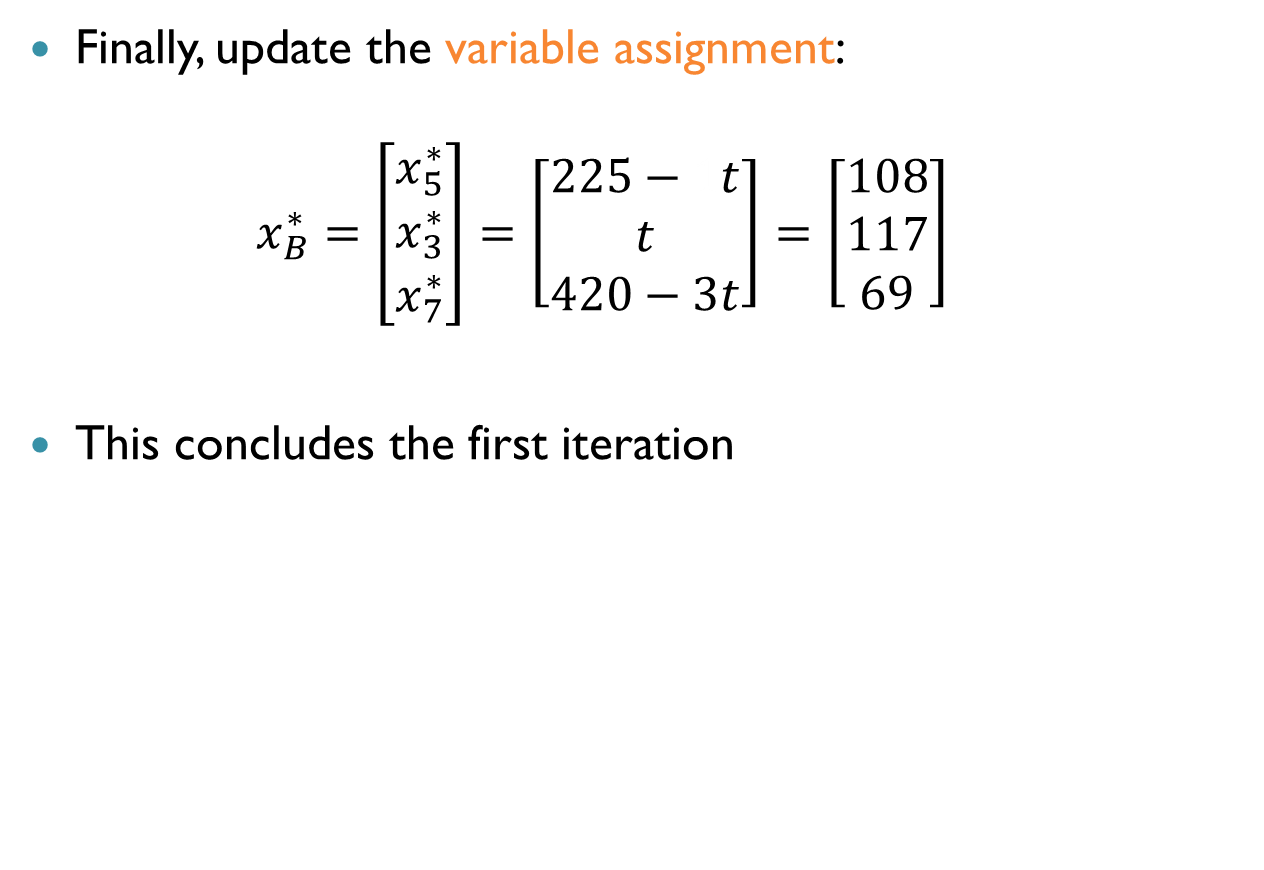 • Finally, update the variable assignment:
x*_B = [x*_5; x*_3; x*_7] = [225 − t; t; 420 − 3t] = [108; 117; 69]
• This concludes the first iteration